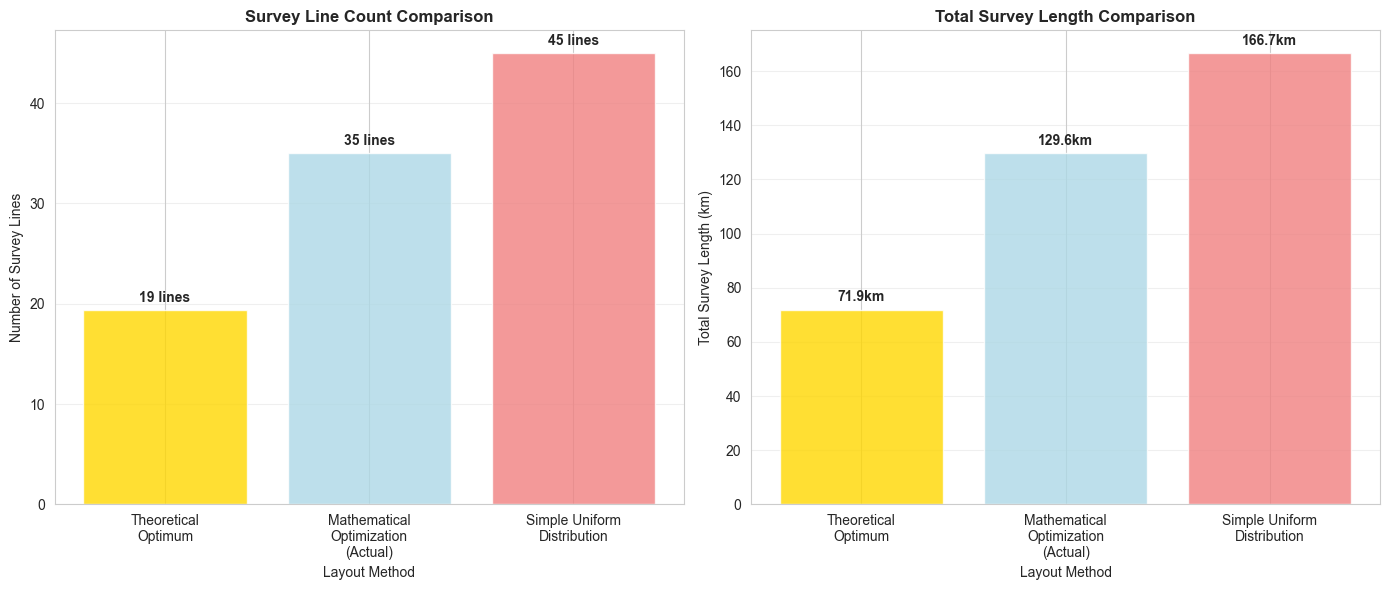 Survey Line Count Comparison
Number of Survey Lines
40
30
20
10
0
19 lines
35 lines
45 lines
Theoretical
Optimum
Mathematical
Optimization
(Actual)
Simple Uniform
Distribution
Layout Method
Total Survey Length Comparison
Total Survey Length (km)
160
140
120
100
80
60
40
20
0
71.9km
129.6km
166.7km
Theoretical
Optimum
Mathematical
Optimization
(Actual)
Simple Uniform
Distribution
Layout Method